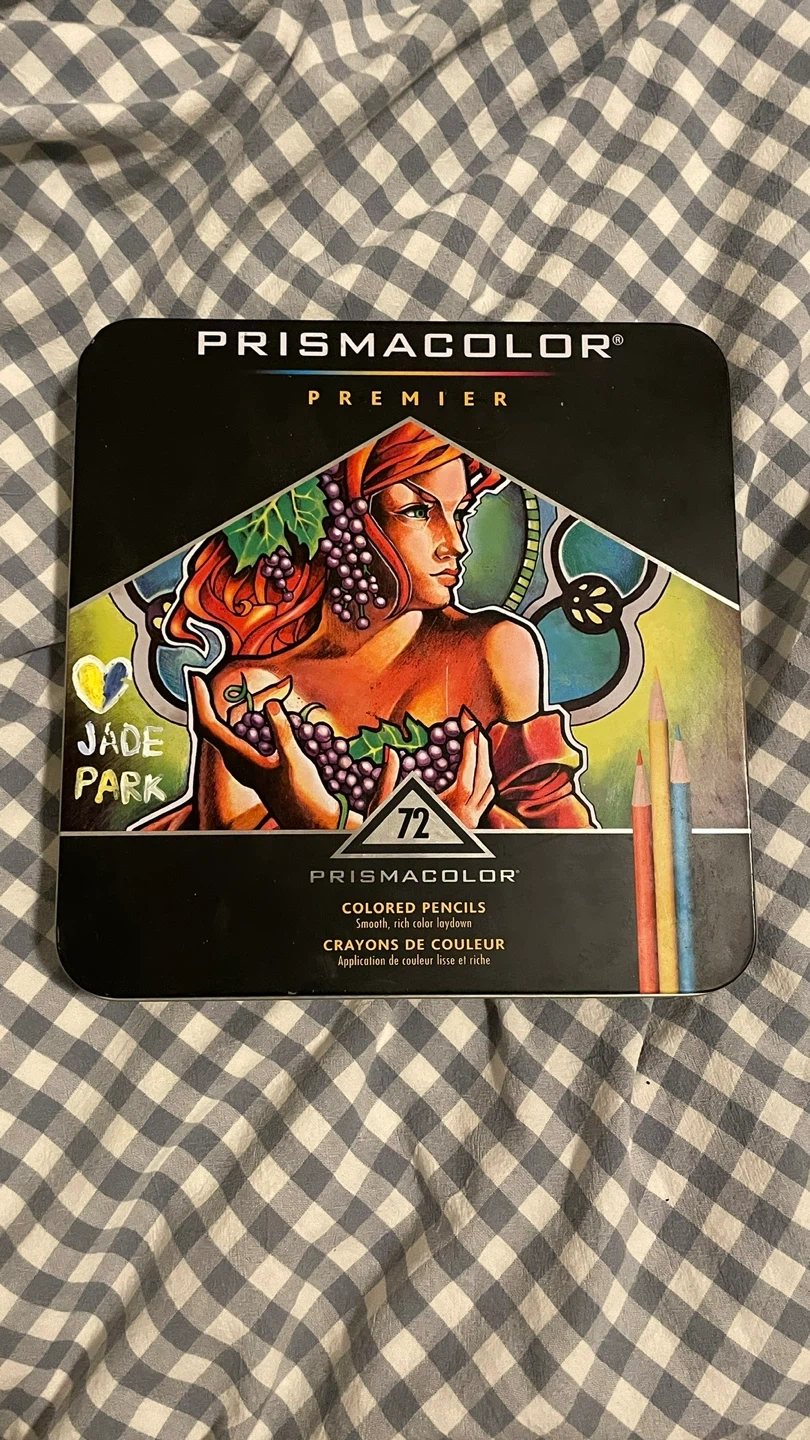 PRISMACOLOR®
PREMIER
JADE
PARK
72
PRISMACOLOR®
COLORED PENCILS
Smooth, rich color laydown
CRAYONS DE COULEUR
Application de couleur lisse et riche